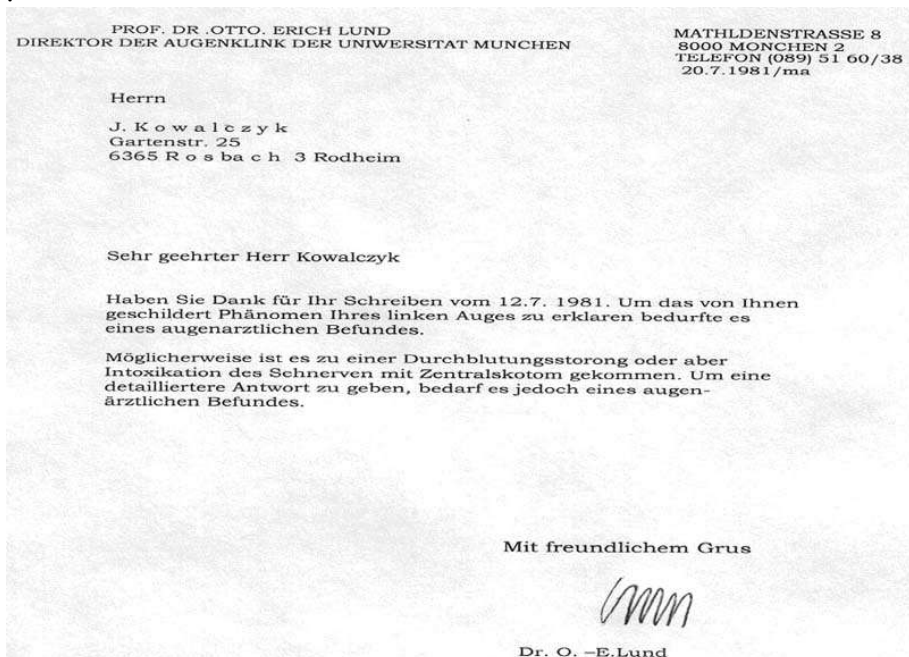 PROF. DR .OTTO. ERICH LUND
DIREKTOR DER AUGENKLINK DER UNIWERSITAT MUNCHEN
MATHLDENSTRASSE 8
8000 MONCHEN 2
TELEFON (089) 51 60/38
20.7.1981/ma
Herrn
J. K o w a l c z y k
Gartenstr. 25
6365 R o s b a c h 3 Rodheim
Sehr geehrter Herr Kowalczyk
Haben Sie Dank für Ihr Schreiben vom 12.7. 1981. Um das von Ihnen
geschildert Phänomen Ihres linken Auges zu erklaren bedurfte es
eines augenarztlichen Befundes.
Möglicherweise ist es zu einer Durchblutungsstorong oder aber
Intoxikation des Sehnerven mit Zentralskotom gekommen. Um eine
detailliertere Antwort zu geben, bedarf es jedoch eines augen-
ärztlichen Befundes.
Mit freundlichem Grus
Dr. O. –E.Lund